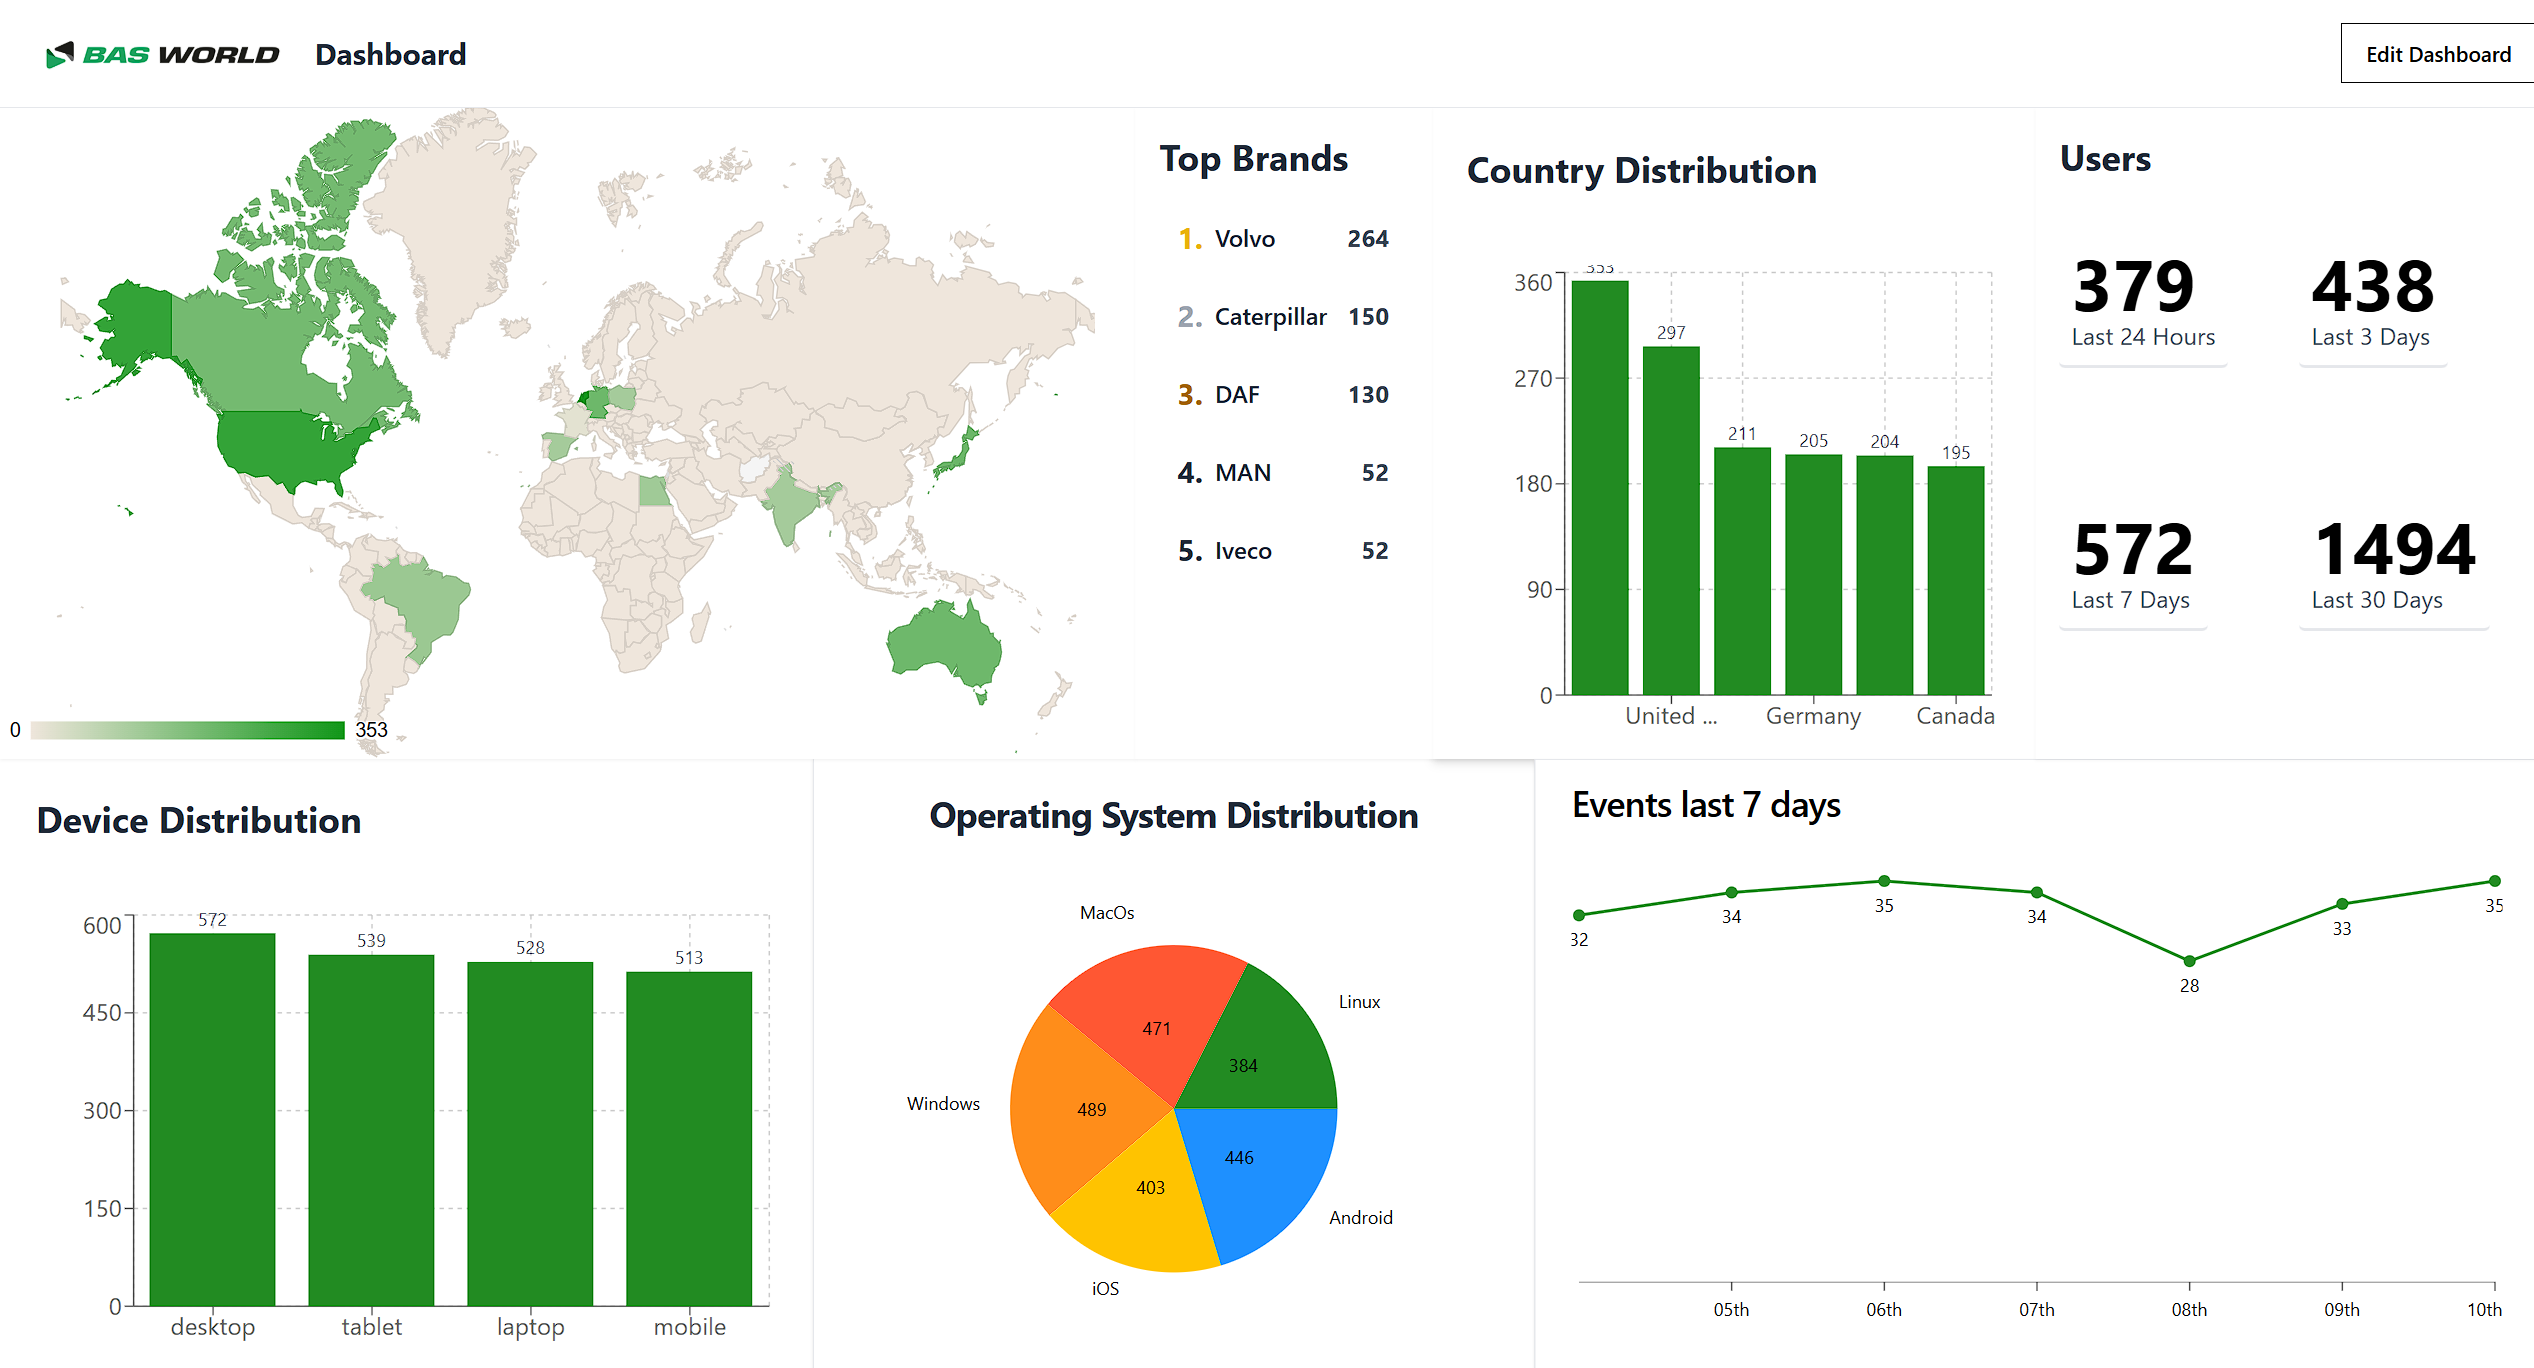 BAS WORLD
Dashboard
Edit Dashboard
0
353
Top Brands
1. Volvo 264
2. Caterpillar 150
3. DAF 130
4. MAN 52
5. Iveco 52
Country Distribution
360
270
180
90
0
353
297
211
205
204
195
United ...
Germany
Canada
Users
379
Last 24 Hours
438
Last 3 Days
572
Last 7 Days
1494
Last 30 Days
Device Distribution
600
450
300
150
0
572
539
528
513
desktop
tablet
laptop
mobile
Operating System Distribution
MacOs
Linux
Windows
Android
iOS
471
384
489
446
403
Events last 7 days
32
34
35
34
28
33
35
05th
06th
07th
08th
09th
10th